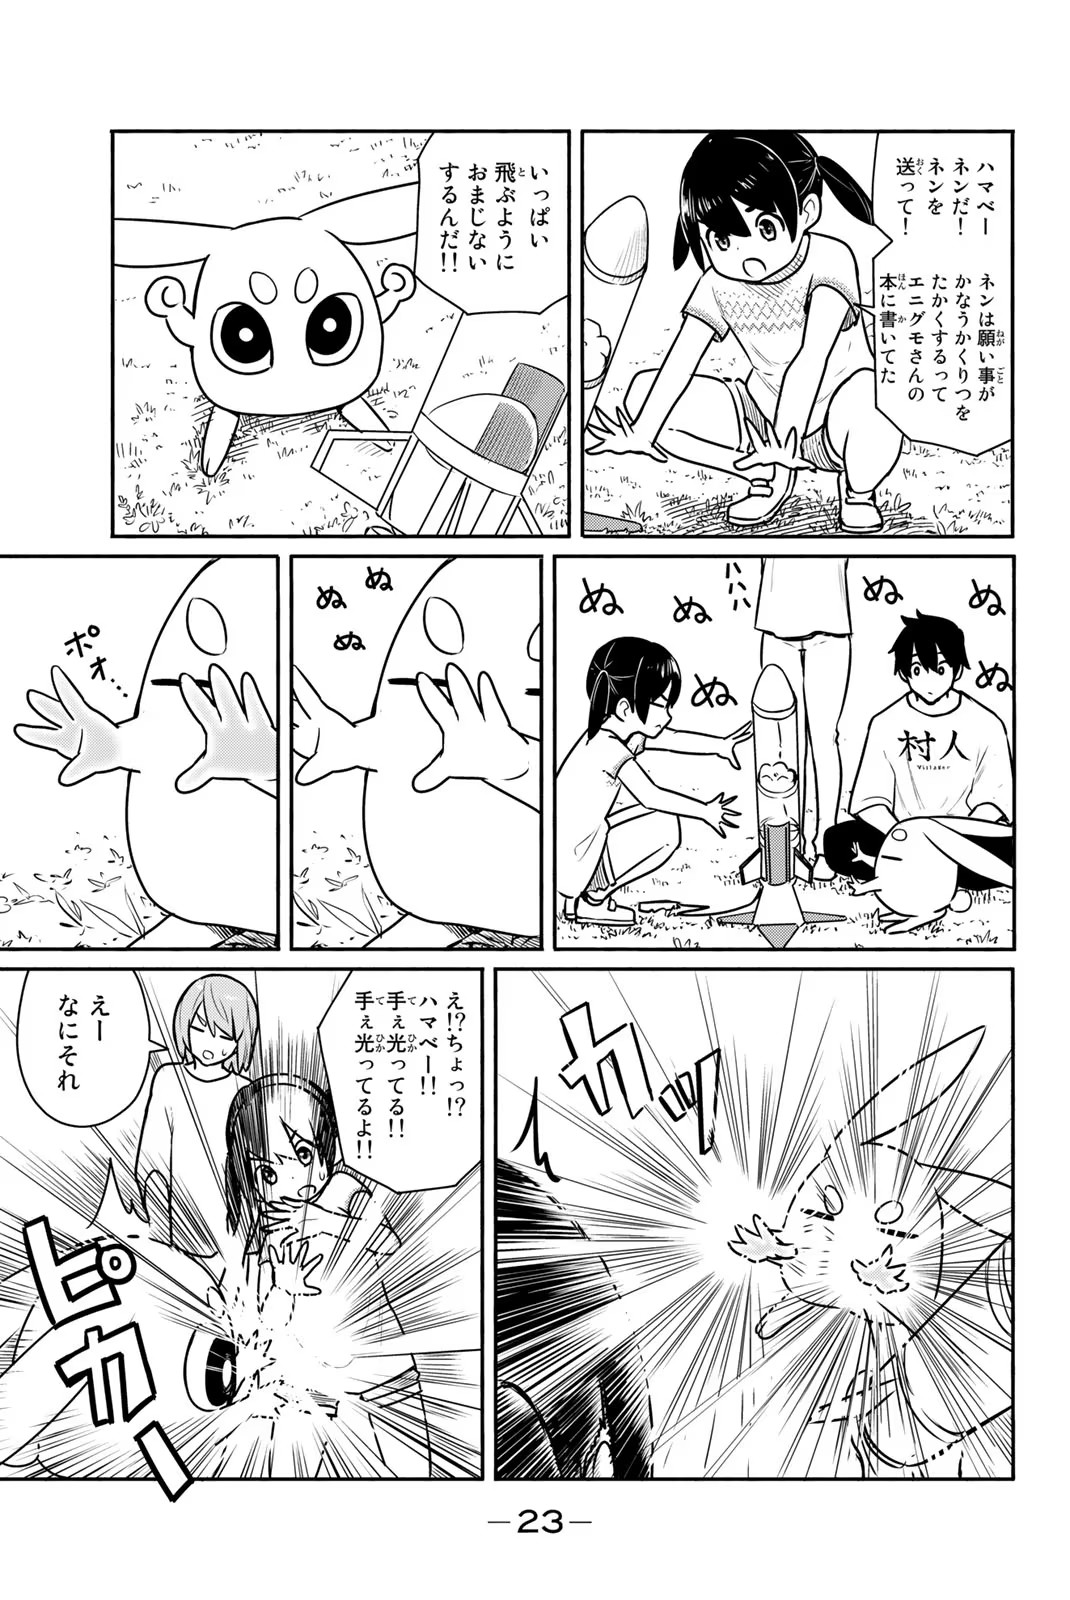 ハマベー
ネンだ！
ネンを
送って！
ネンは願い事が
かなうかくりつを
たかくするって
エニグモさんの
本に書いてた
いっぱい
飛ぶように
おまじない
するんだ!!
ぬ
ぬ
ハハハ
ぬ
ぬ
ぬ
ぬ
村人
Villager
ぬ
ぬ
ぬ
ポォ…
カッ
え!?ちょっ!?
ハマベー!!
手ぇ光ってる!!
手ぇ光ってるよ!!
えー
なにそれ
ピカー
—23—